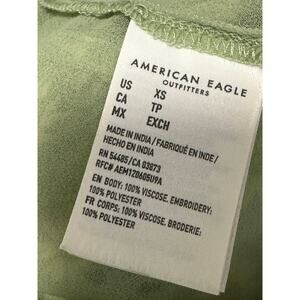 AMERICAN EAGLE
OUTFITTERS
US XS
CA TP
MX EXCH
MADE IN INDIA / FABRIQUÉ EN INDE /
HECHO EN INDIA
RN 54485/CA 03873
RFC# AEM120605U9A
EN BODY: 100% VISCOSE. EMBROIDERY:
100% POLYESTER
FR CORPS: 100% VISCOSE. BRODERIE:
100% POLYESTER